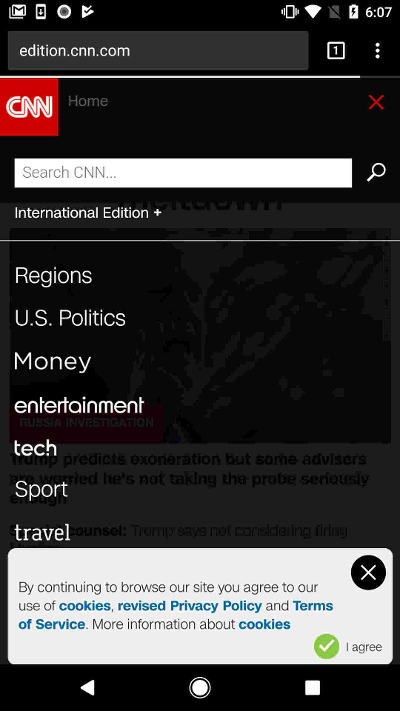 6:07
edition.cnn.com
1
CNN
Home
Search CNN...
meltdown
International Edition +
Regions
U.S. Politics
Money
entertainment
RUSSIA INVESTIGATION
tech
Trump predicts exoneration but some advisers
are worried he's not taking the probe seriously
Sport
enough
travel
counsel: Trump says not considering firing
By continuing to browse our site you agree to our
use of cookies, revised Privacy Policy and Terms
of Service. More information about cookies
I agree